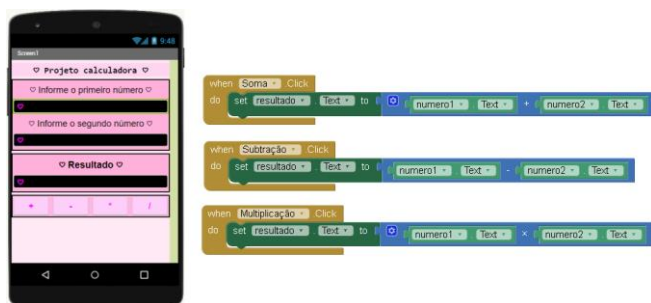 9:48
Screen1
♡ Projeto calculadora ♡
♡ Informe o primeiro número ♡
♡ Informe o segundo número ♡
♡ Resultado ♡
+ - * /
when Soma Click
do set resultado . Text to numero1 . Text + numero2 . Text
when Subtração Click
do set resultado . Text to numero1 . Text - numero2 . Text
when Multiplicação Click
do set resultado . Text to numero1 . Text × numero2 . Text